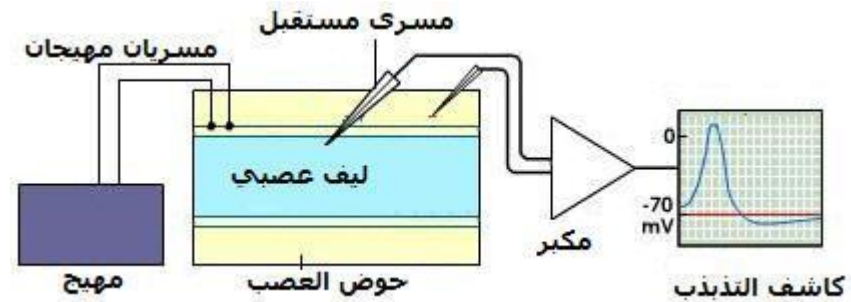 مسرى مستقبل
مسريان مهيجان
ليف عصبي
0
-70
mV
مكبر
مهيج
حوض العصب
كاشف التذبذب